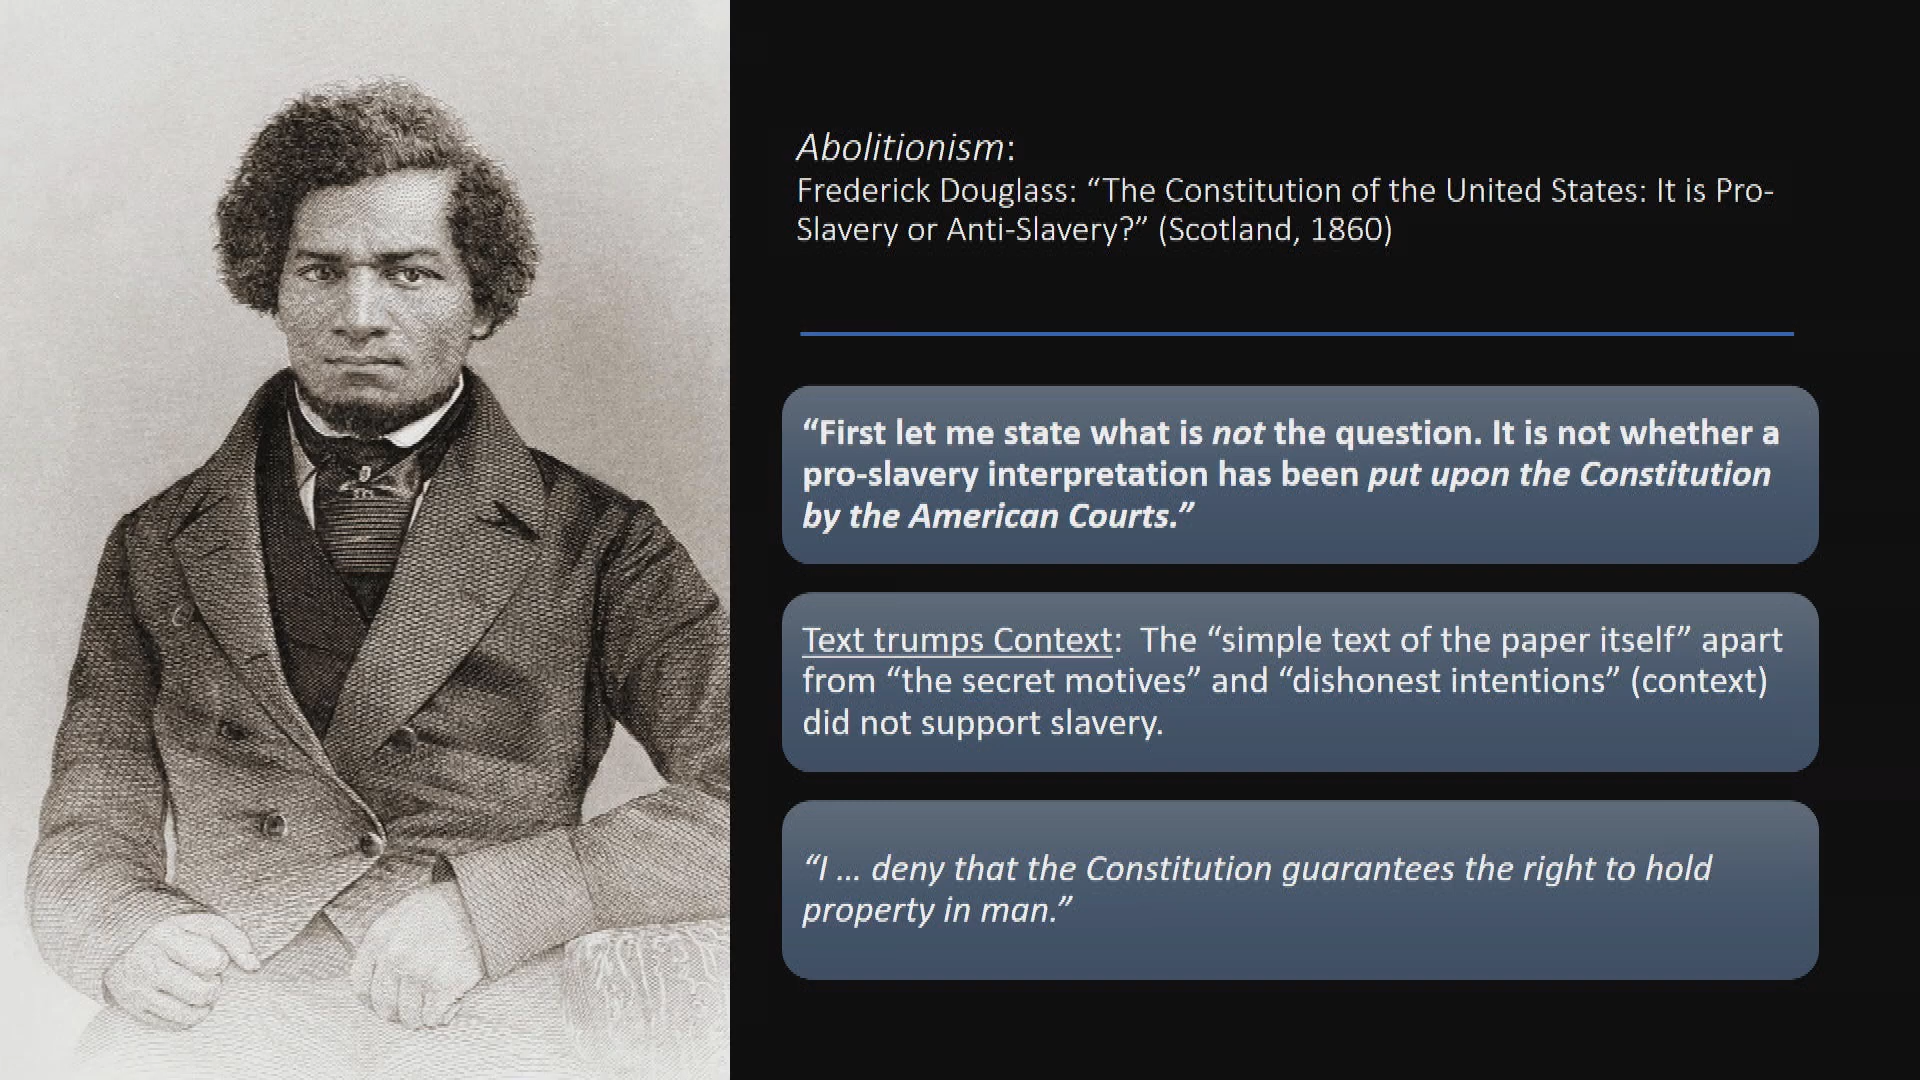 Abolitionism:
Frederick Douglass: “The Constitution of the United States: It is Pro-
Slavery or Anti-Slavery?” (Scotland, 1860)
“First let me state what is not the question. It is not whether a
pro-slavery interpretation has been put upon the Constitution
by the American Courts.”
Text trumps Context:  The “simple text of the paper itself” apart
from “the secret motives” and “dishonest intentions” (context)
did not support slavery.
“I … deny that the Constitution guarantees the right to hold
property in man.”